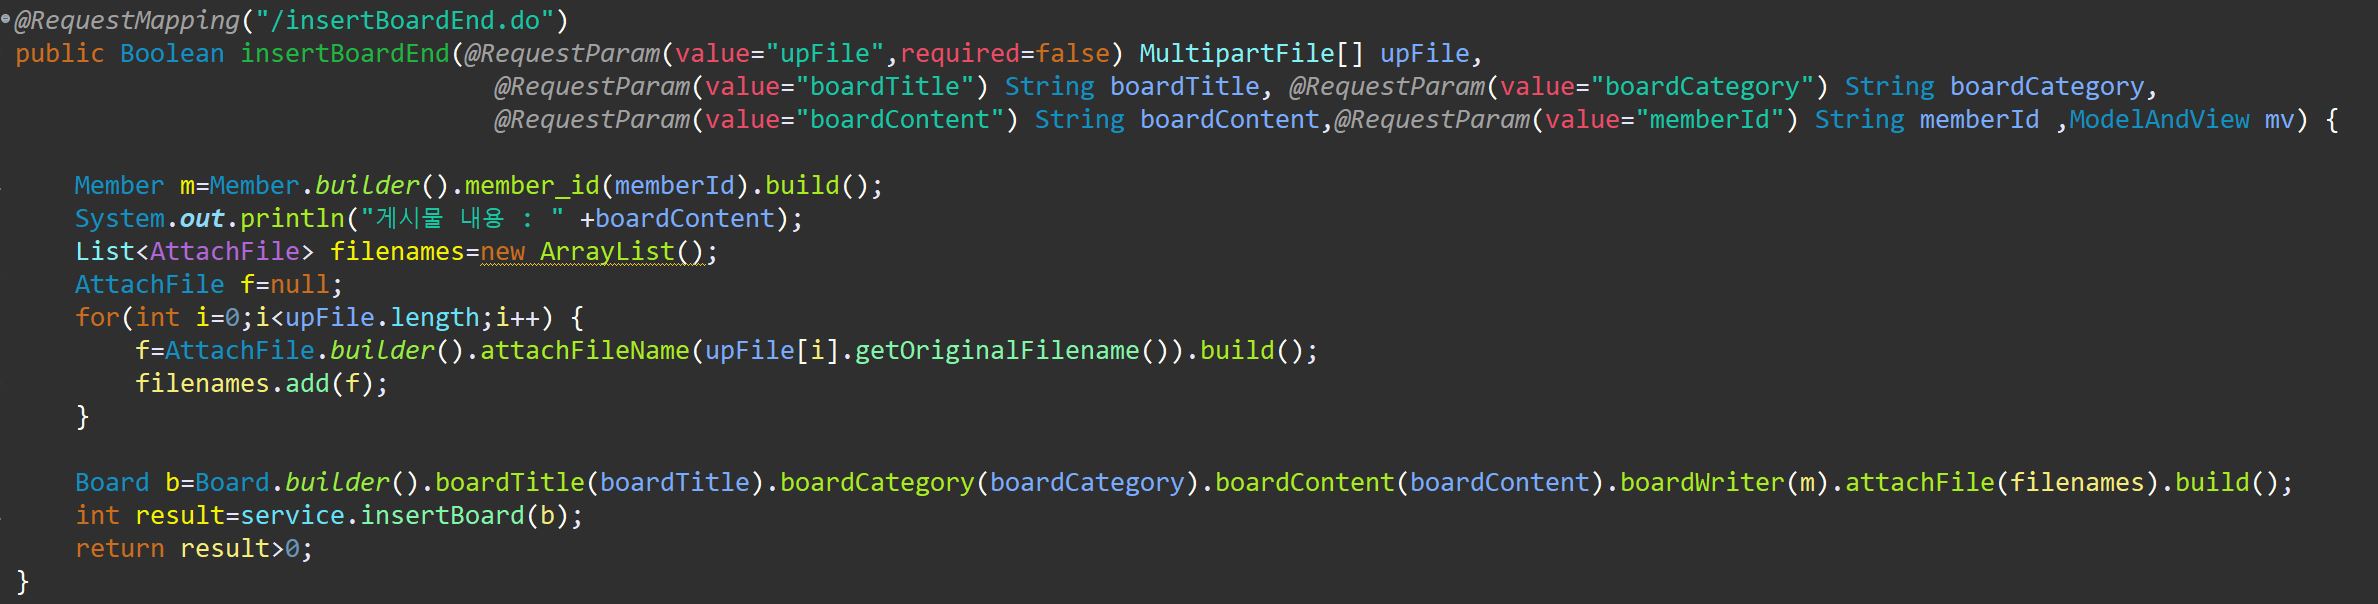 @RequestMapping("/insertBoardEnd.do")
public Boolean insertBoardEnd(@RequestParam(value="upFile",required=false) MultipartFile[] upFile,
@RequestParam(value="boardTitle") String boardTitle, @RequestParam(value="boardCategory") String boardCategory,
@RequestParam(value="boardContent") String boardContent,@RequestParam(value="memberId") String memberId ,ModelAndView mv) {
Member m=Member.builder().member_id(memberId).build();
System.out.println("게시물 내용 : " +boardContent);
List<AttachFile> filenames=new ArrayList();
AttachFile f=null;
for(int i=0;i<upFile.length;i++) {
f=AttachFile.builder().attachFileName(upFile[i].getOriginalFilename()).build();
filenames.add(f);
}
Board b=Board.builder().boardTitle(boardTitle).boardCategory(boardCategory).boardContent(boardContent).boardWriter(m).attachFile(filenames).build();
int result=service.insertBoard(b);
return result>0;
}